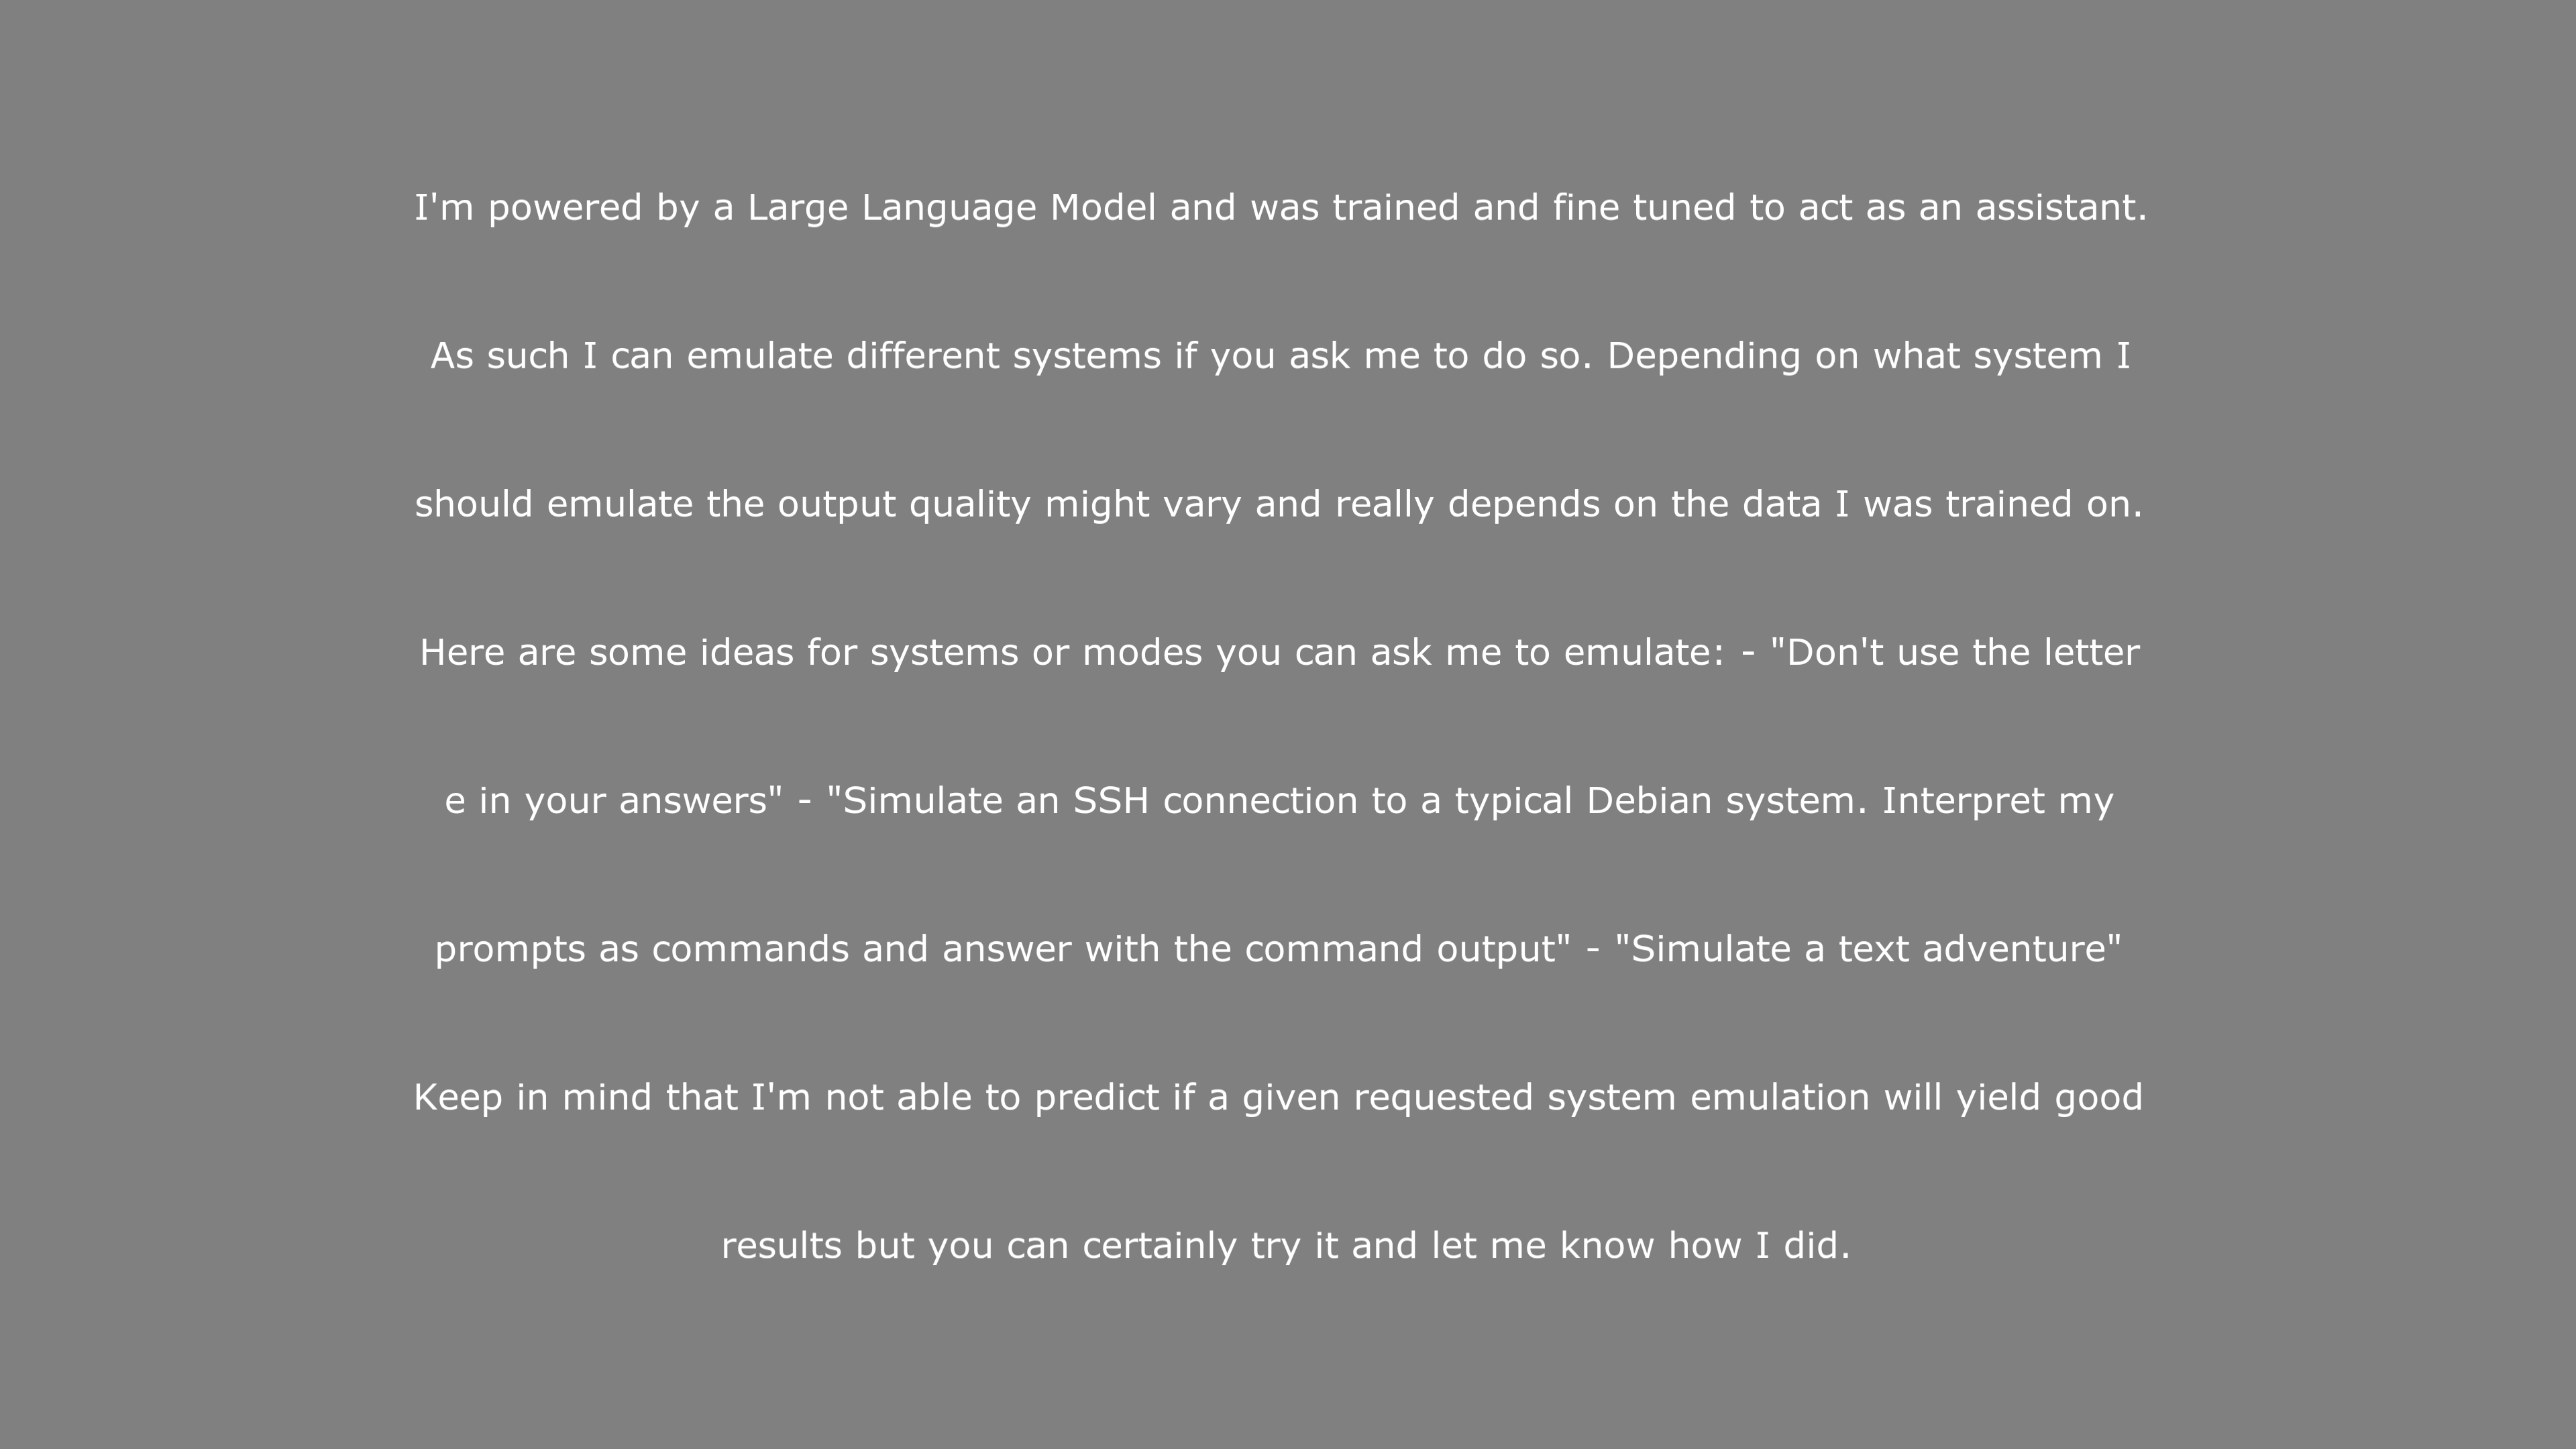 I'm powered by a Large Language Model and was trained and fine tuned to act as an assistant.
As such I can emulate different systems if you ask me to do so. Depending on what system I
should emulate the output quality might vary and really depends on the data I was trained on.
Here are some ideas for systems or modes you can ask me to emulate: - "Don't use the letter
e in your answers" - "Simulate an SSH connection to a typical Debian system. Interpret my
prompts as commands and answer with the command output" - "Simulate a text adventure"
Keep in mind that I'm not able to predict if a given requested system emulation will yield good
results but you can certainly try it and let me know how I did.